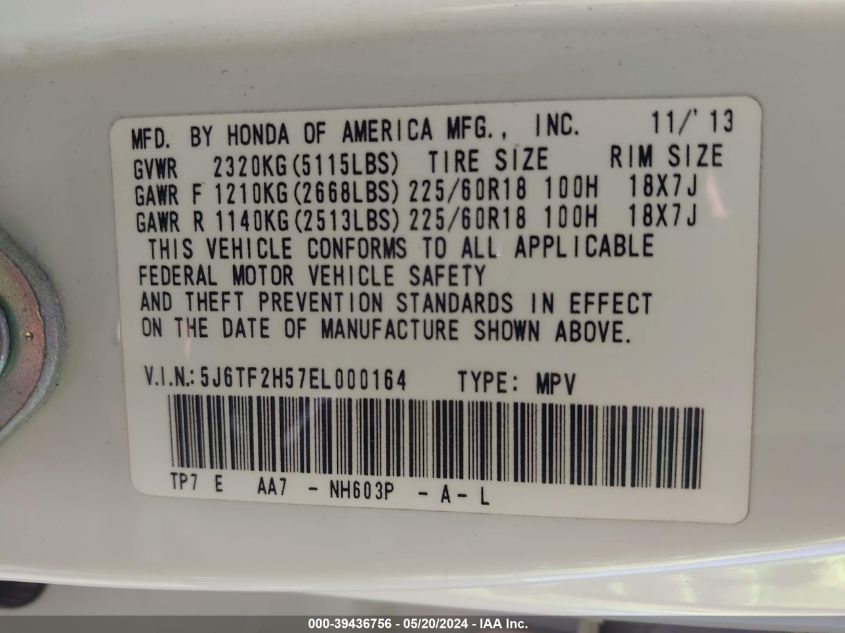 MFD. BY HONDA OF AMERICA MFG., INC. 11/'13
GVWR 2320KG(5115LBS) TIRE SIZE RIM SIZE
GAWR F 1210KG(2668LBS) 225/60R18 100H 18X7J
GAWR R 1140KG(2513LBS) 225/60R18 100H 18X7J
THIS VEHICLE CONFORMS TO ALL APPLICABLE
FEDERAL MOTOR VEHICLE SAFETY
AND THEFT PREVENTION STANDARDS IN EFFECT
ON THE DATE OF MANUFACTURE SHOWN ABOVE.
V.I.N.: 5J6TF2H57EL000164 TYPE: MPV
TP7 E AA7 - NH603P - A - L
000-39436756 - 05/20/2024 - IAA Inc.